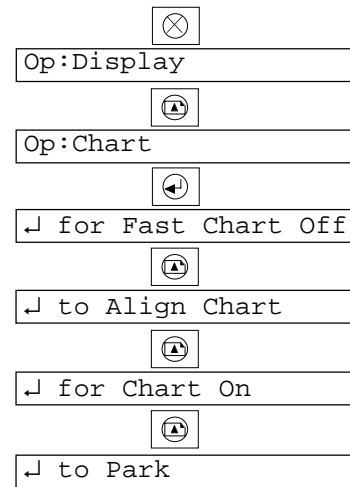 Op:Display
Op:Chart
↵ for Fast Chart Off
↵ to Align Chart
↵ for Chart On
↵ to Park